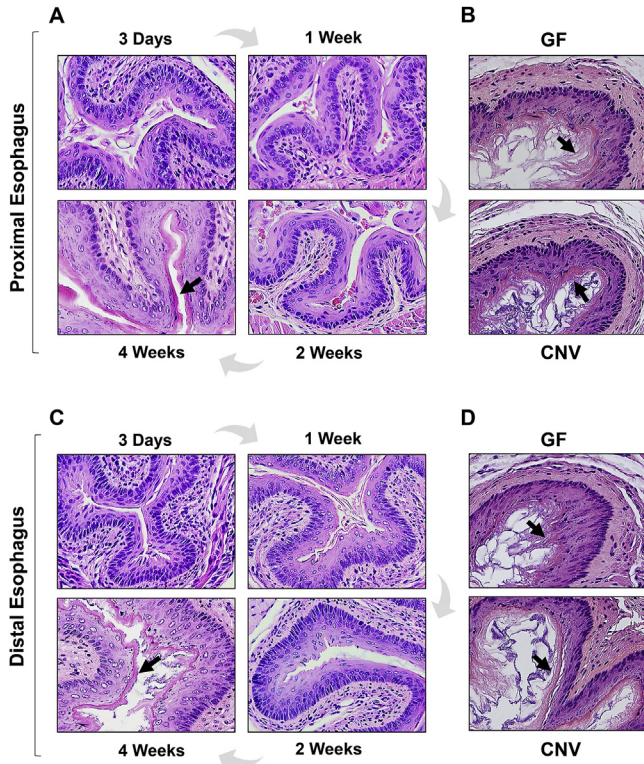 A
B
3 Days
1 Week
GF
Proximal Esophagus
4 Weeks
2 Weeks
CNV
C
D
3 Days
1 Week
GF
Distal Esophagus
4 Weeks
2 Weeks
CNV